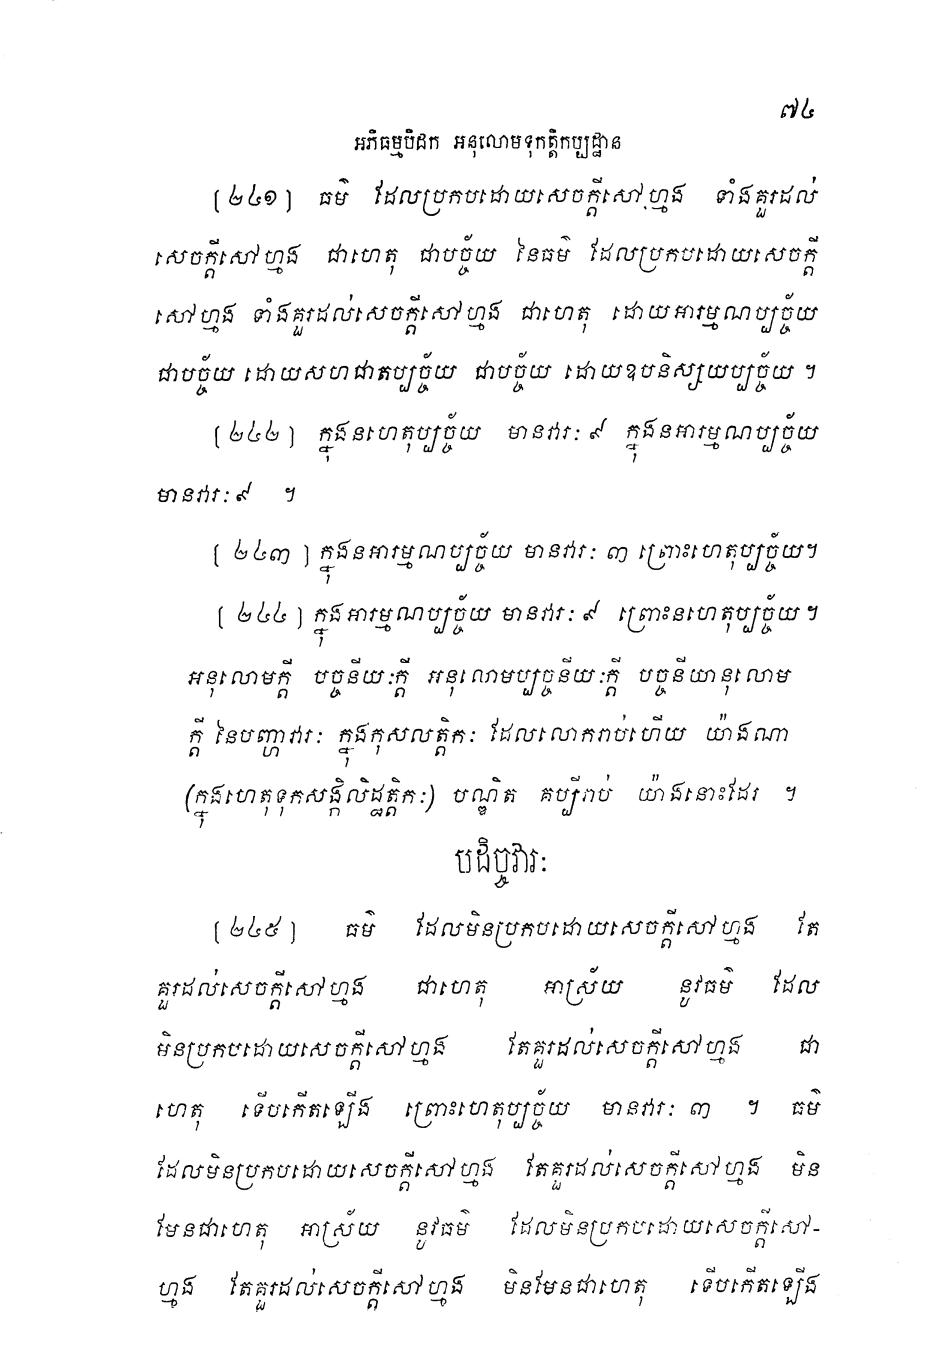 ៧៤
អភិធម្មបិដក អនុលោមទុកត្តិកប្បដ្ឋាន
[២៤១] ធម៌ ដែលប្រកបដោយសេចក្តីសៅហ្មង ទាំងគួរដល់
សេចក្តីសៅហ្មង ជាហេតុ ជាបច្ច័យ នៃធម៌ ដែលប្រកបដោយសេចក្តី
សៅហ្មង ទាំងគួរដល់សេចក្តីសៅហ្មង ជាហេតុ ដោយអារម្មណប្បច្ច័យ
ជាបច្ច័យ ដោយសហជាតប្បច្ច័យ ជាបច្ច័យ ដោយឧបនិស្សយប្បច្ច័យ ។
[២៤២] ក្នុងនហេតុប្បច្ច័យ មានវារៈ ៩ ក្នុងនអារម្មណប្បច្ច័យ
មានវារៈ ៩ ។
[២៤៣] ក្នុងនអារម្មណប្បច្ច័យ មានវារៈ ៣ ព្រោះហេតុប្បច្ច័យ។
[២៤៤] ក្នុងអារម្មណប្បច្ច័យ មានវារៈ ៩ ព្រោះនហេតុប្បច្ច័យ។
អនុលោមក្តី បច្ចនីយៈក្តី អនុលោមប្បច្ចនីយៈក្តី បច្ចនីយានុលោម
ក្តី នៃបញ្ហាវារៈ ក្នុងកុសលត្តិកៈ ដែលលោករាប់ហើយ យ៉ាងណា
(ក្នុងហេតុទុកសង្កិលិដ្ឋត្តិកៈ) បណ្ឌិត គប្បីរាប់ យ៉ាងនោះដែរ ។
បដិច្ចវារៈ
[២៤៥] ធម៌ ដែលមិនប្រកបដោយសេចក្តីសៅហ្មង តែ
គួរដល់សេចក្តីសៅហ្មង ជាហេតុ អាស្រ័យ នូវធម៌ ដែល
មិនប្រកបដោយសេចក្តីសៅហ្មង តែគួរដល់សេចក្តីសៅហ្មង ជា
ហេតុ ទើបកើតឡើង ព្រោះហេតុប្បច្ច័យ មានវារៈ ៣ ។ ធម៌
ដែលមិនប្រកបដោយសេចក្តីសៅហ្មង តែគួរដល់សេចក្តីសៅហ្មង មិន
មែនជាហេតុ អាស្រ័យ នូវធម៌ ដែលមិនប្រកបដោយសេចក្តីសៅ-
ហ្មង តែគួរដល់សេចក្តីសៅហ្មង មិនមែនជាហេតុ ទើបកើតឡើង